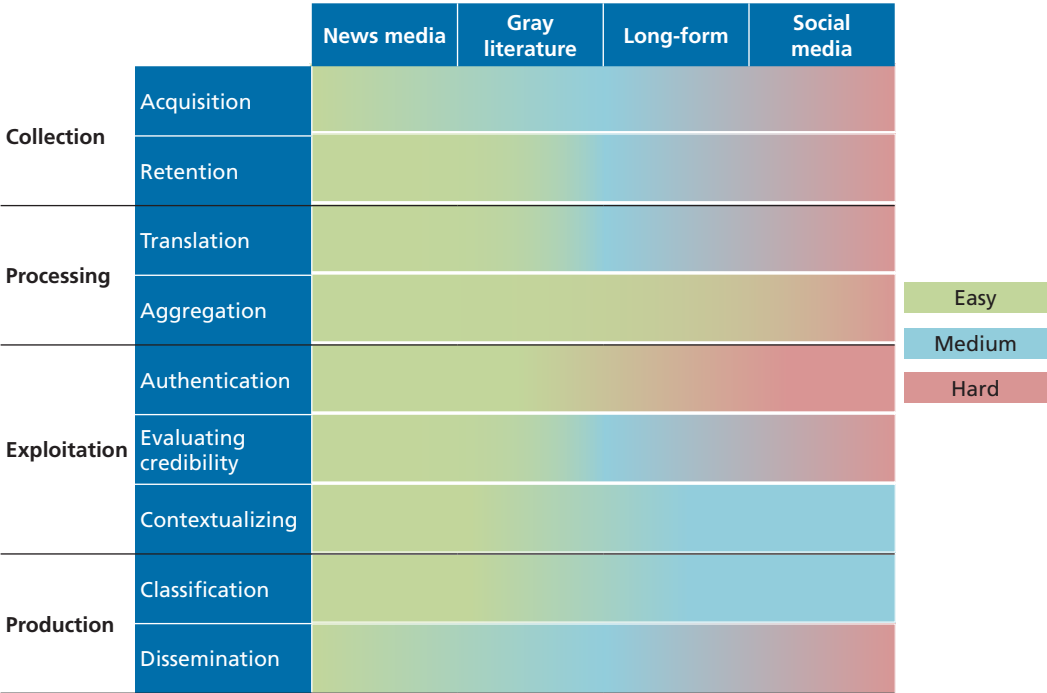 News media
Gray
literature
Long-form
Social
media
Collection
Acquisition
Retention
Processing
Translation
Aggregation
Exploitation
Authentication
Evaluating
credibility
Contextualizing
Production
Classification
Dissemination
Easy
Medium
Hard